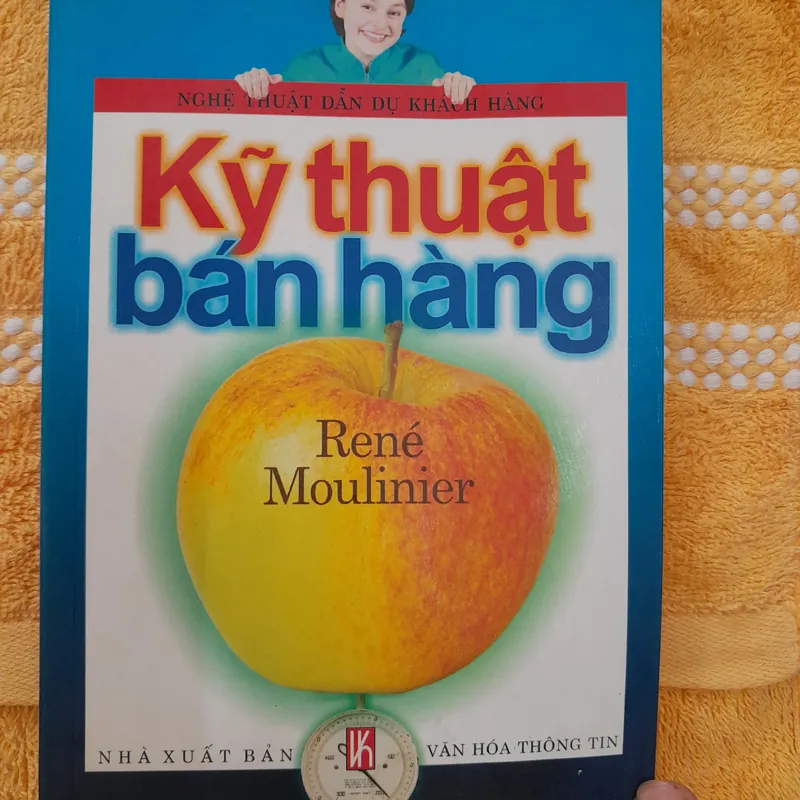 NGHỆ THUẬT DẪN DỤ KHÁCH HÀNG
Kỹ thuật
bán hàng
René
Moulinier
NHÀ XUẤT BẢN
VĂN HÓA THÔNG TIN